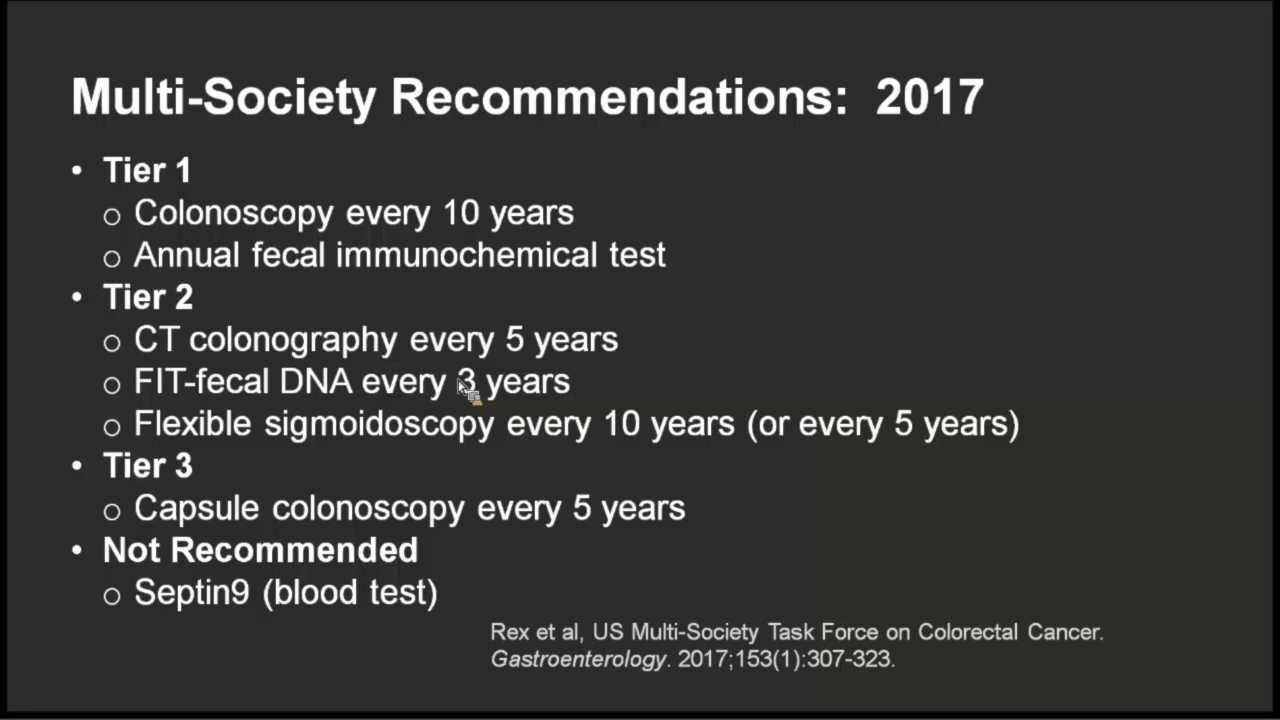 Multi-Society Recommendations: 2017
• Tier 1
o Colonoscopy every 10 years
o Annual fecal immunochemical test
• Tier 2
o CT colonography every 5 years
o FIT-fecal DNA every 3 years
o Flexible sigmoidoscopy every 10 years (or every 5 years)
• Tier 3
o Capsule colonoscopy every 5 years
• Not Recommended
o Septin9 (blood test)
Rex et al, US Multi-Society Task Force on Colorectal Cancer.
Gastroenterology. 2017;153(1):307-323.